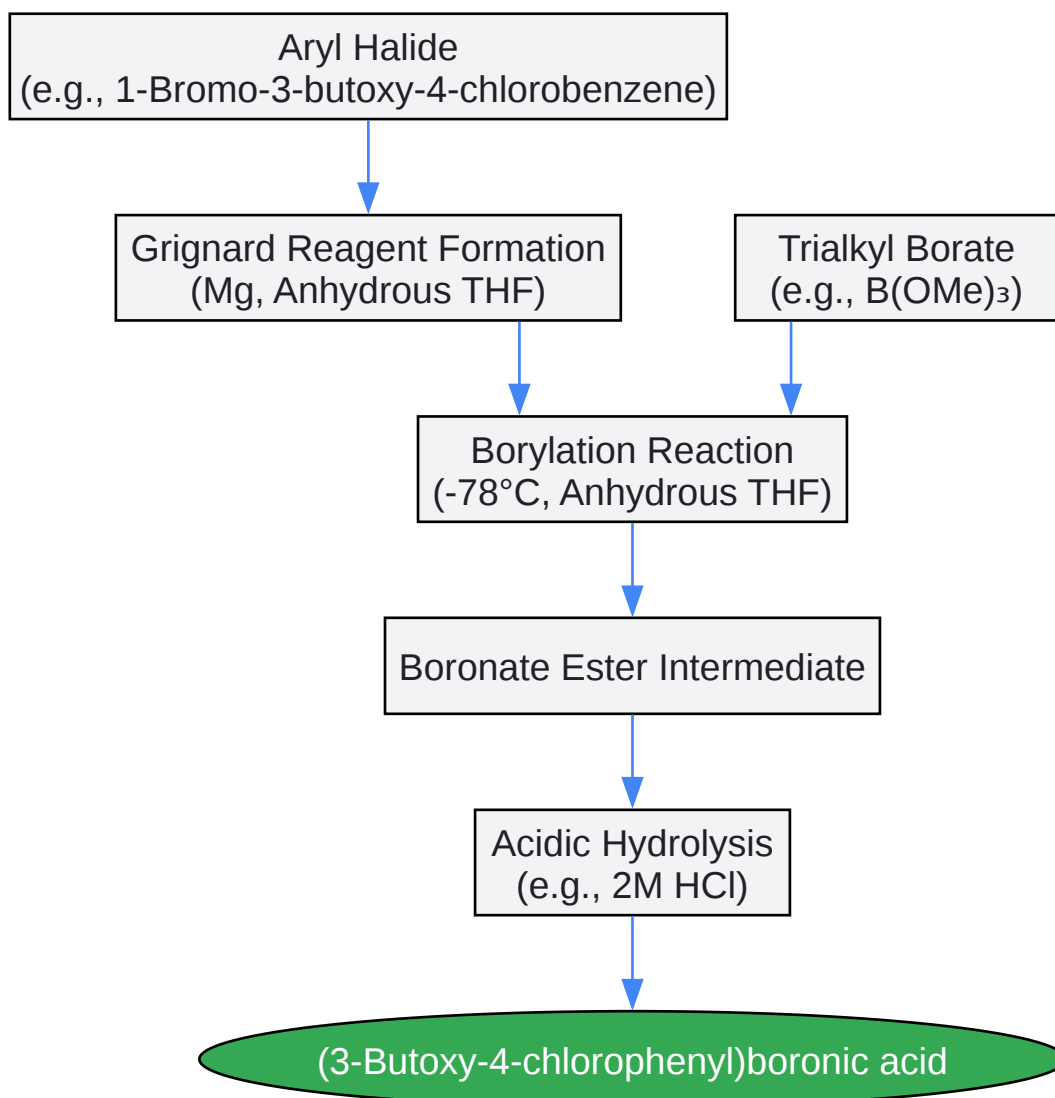 Aryl Halide
(e.g., 1-Bromo-3-butoxy-4-chlorobenzene)
Grignard Reagent Formation
(Mg, Anhydrous THF)
Trialkyl Borate
(e.g., B(OMe)₃)
Borylation Reaction
(-78°C, Anhydrous THF)
Boronate Ester Intermediate
Acidic Hydrolysis
(e.g., 2M HCl)
(3-Butoxy-4-chlorophenyl)boronic acid